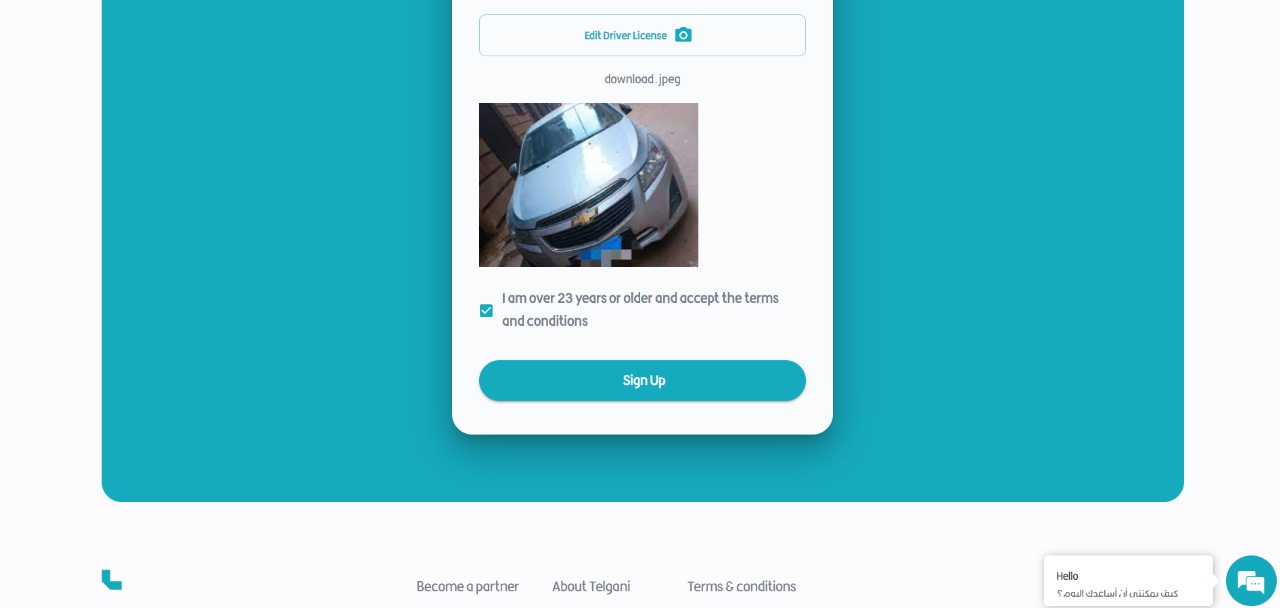 Edit Driver License
download.jpeg
I am over 23 years or older and accept the terms
and conditions
Sign Up
Become a partner
About Telgani
Terms & conditions
Hello
كيف يمكنني أن أساعدك اليوم؟